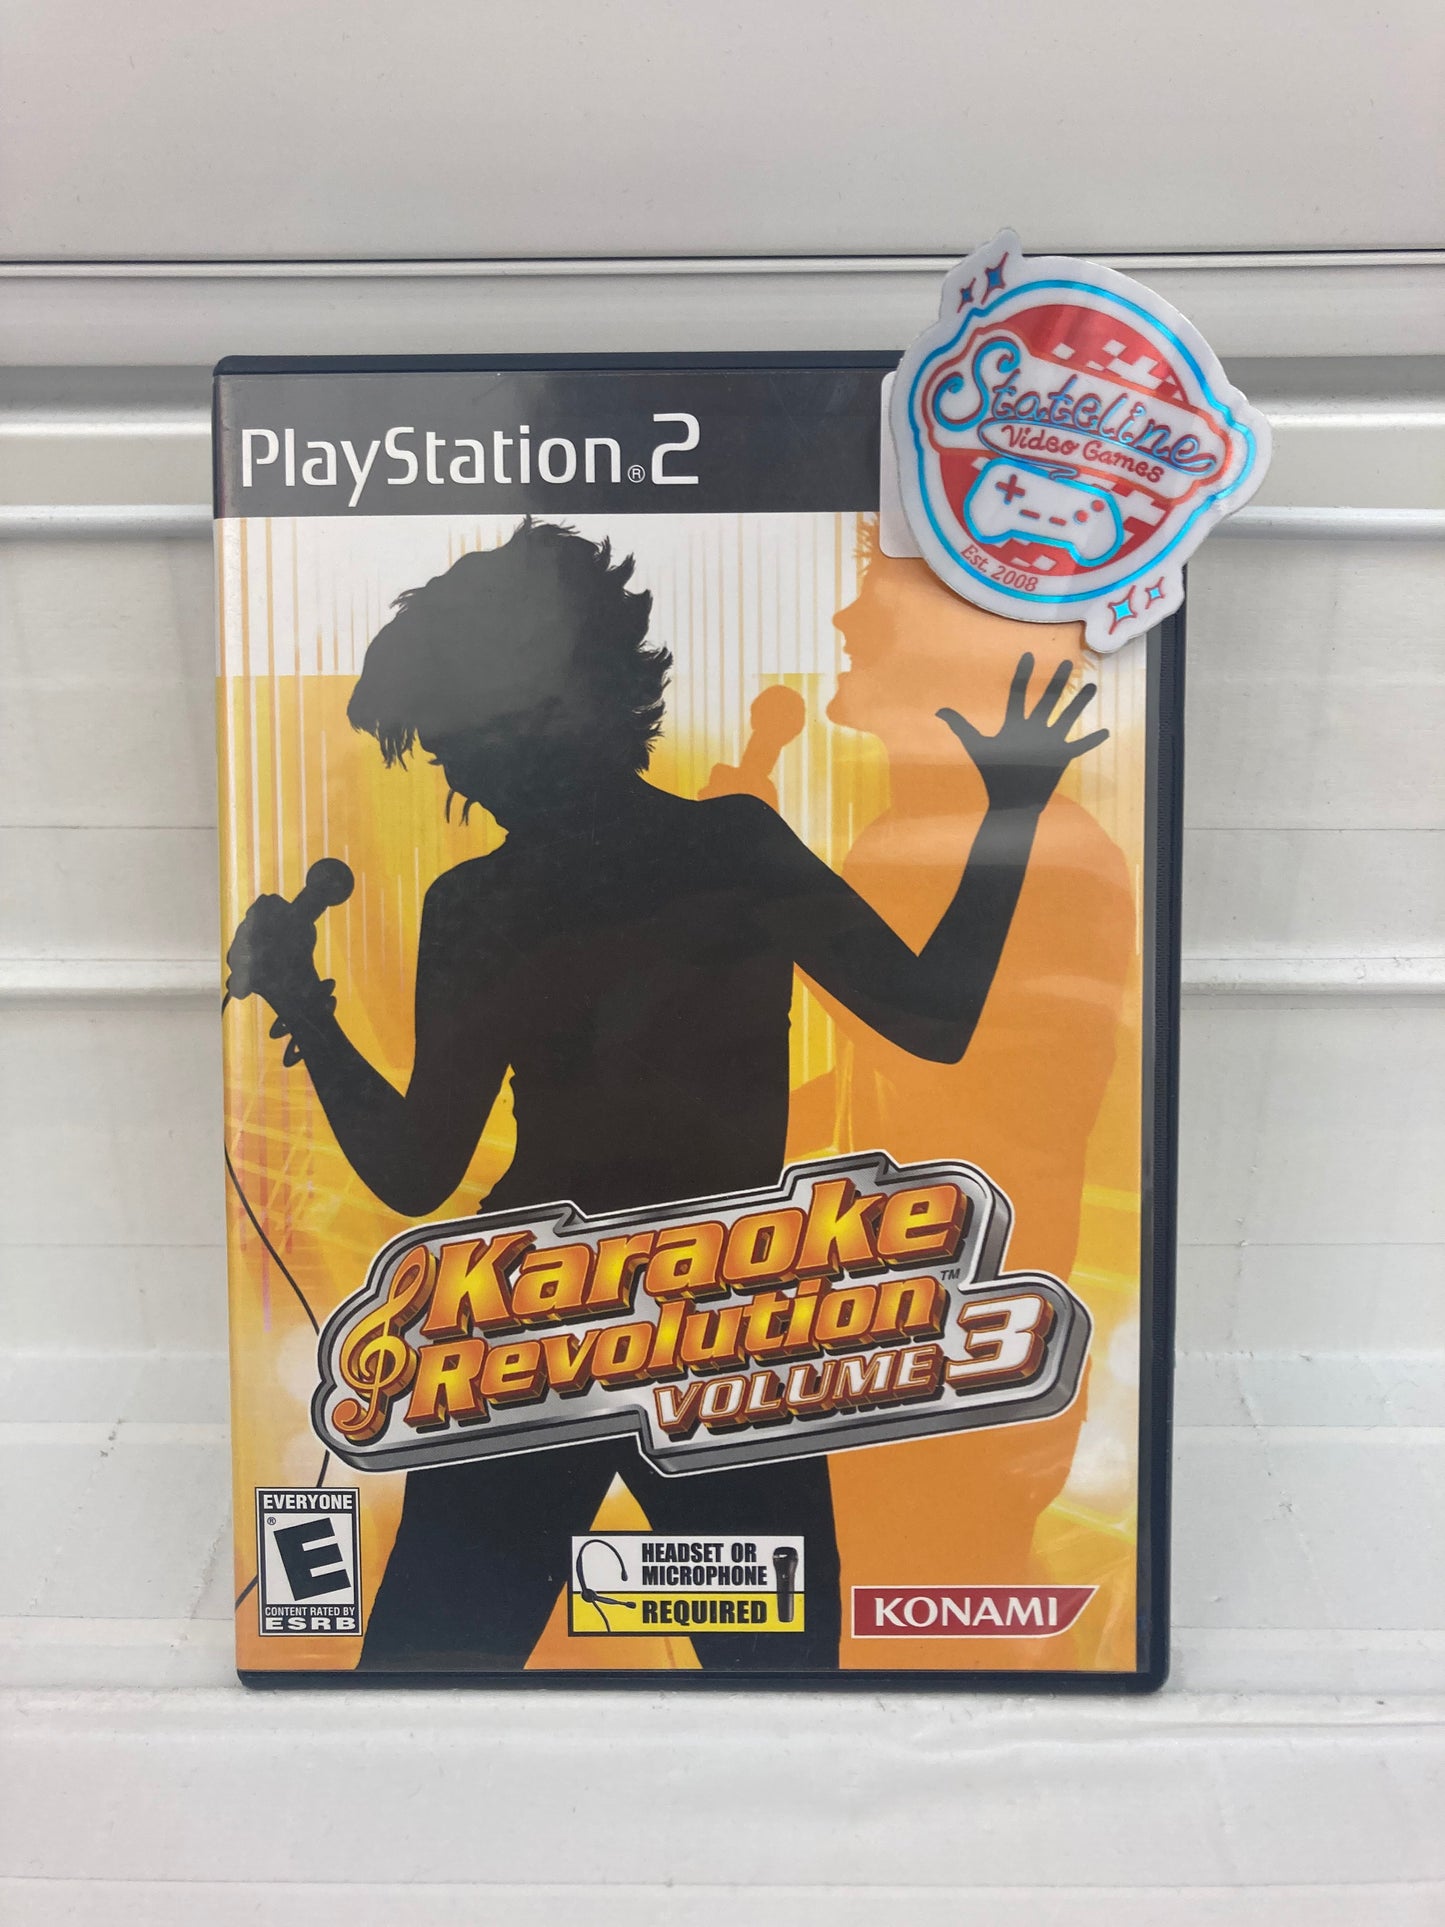 PlayStation®2
Stateline
Video Games
Est. 2008
Karaoke
Revolution™
VOLUME 3
EVERYONE
E®
CONTENT RATED BY
ESRB
HEADSET OR
MICROPHONE
REQUIRED
KONAMI